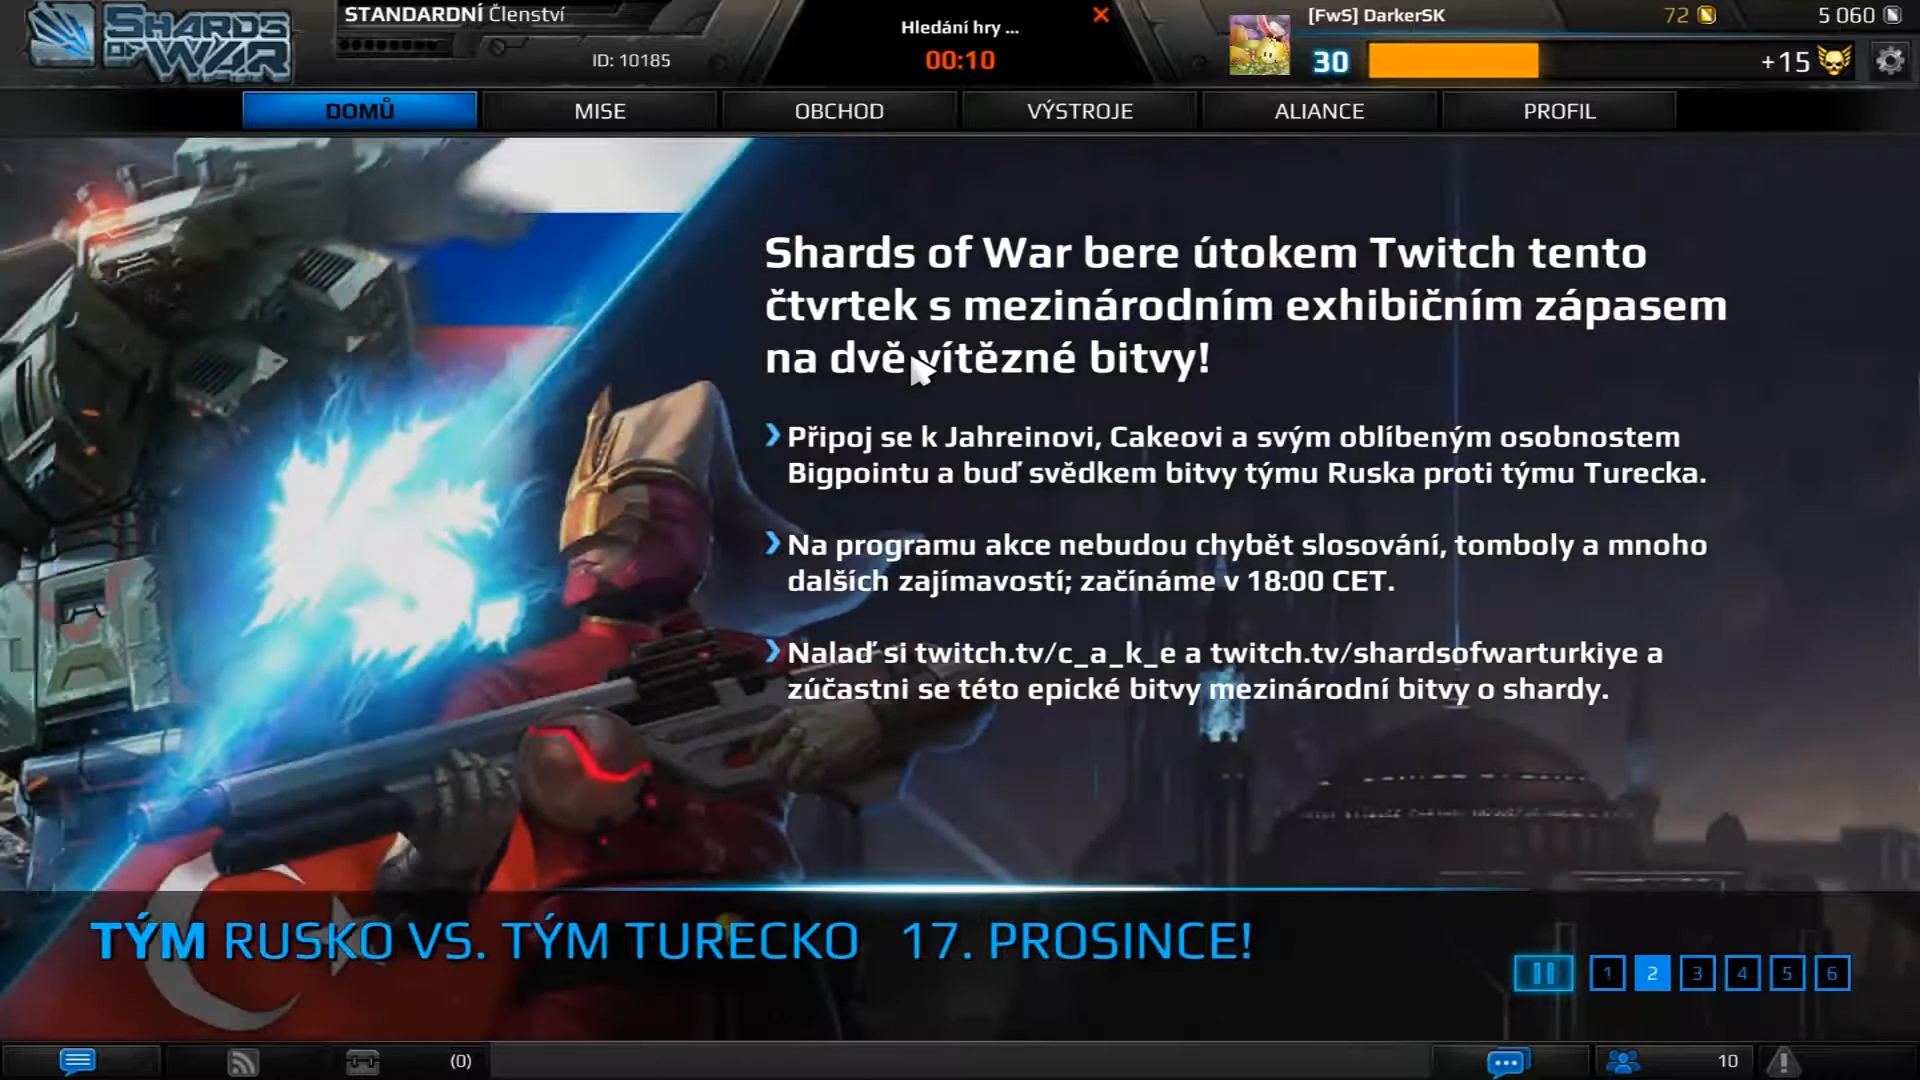 SHARDS OF WAR
STANDARDNÍ Členství
ID: 10185
Hledání hry ...
00:10
[FwS] DarkerSK
72
5 060
30
+15
DOMŮ
MISE
OBCHOD
VÝSTROJE
ALIANCE
PROFIL
Shards of War bere útokem Twitch tento
čtvrtek s mezinárodním exhibičním zápasem
na dvě vítězné bitvy!
Připoj se k Jahreinovi, Cakeovi a svým oblíbeným osobnostem
Bigpointu a buď svědkem bitvy týmu Ruska proti týmu Turecka.
Na programu akce nebudou chybět slosování, tomboly a mnoho
dalších zajímavostí; začínáme v 18:00 CET.
Nalaď si twitch.tv/c_a_k_e a twitch.tv/shardsofwarturkiye a
zúčastni se této epické bitvy mezinárodní bitvy o shardy.
TÝM RUSKO VS. TÝM TURECKO 17. PROSINCE!
1 2 3 4 5 6
(0)
10